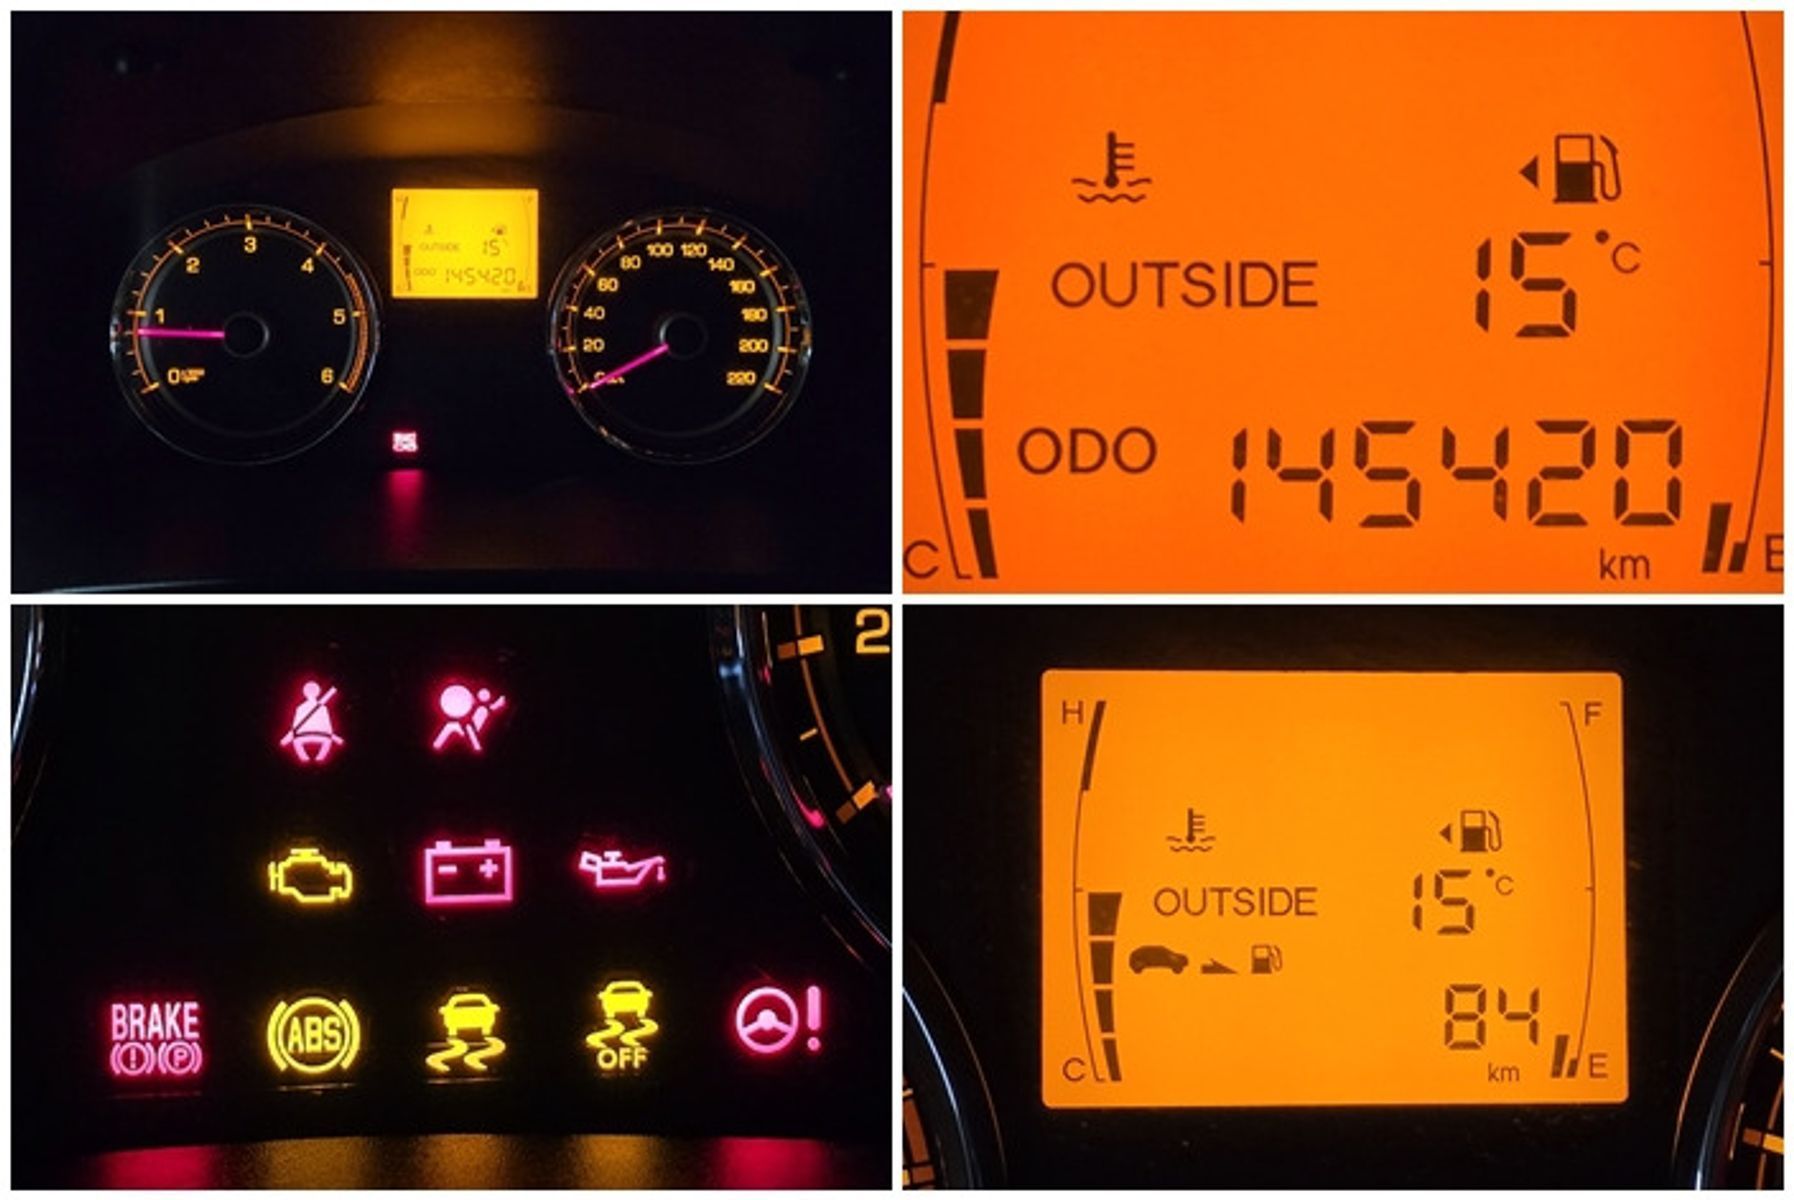 3
2
4
1
5
0
6
OUTSIDE 15°
ODO 145420
100 120
80
140
60
160
40
180
20
200
220
OUTSIDE 15°C
ODO 145420
km
C
E
2
BRAKE
(!) (P)
ABS
OFF
!
H
F
OUTSIDE 15°C
84
km
C
E